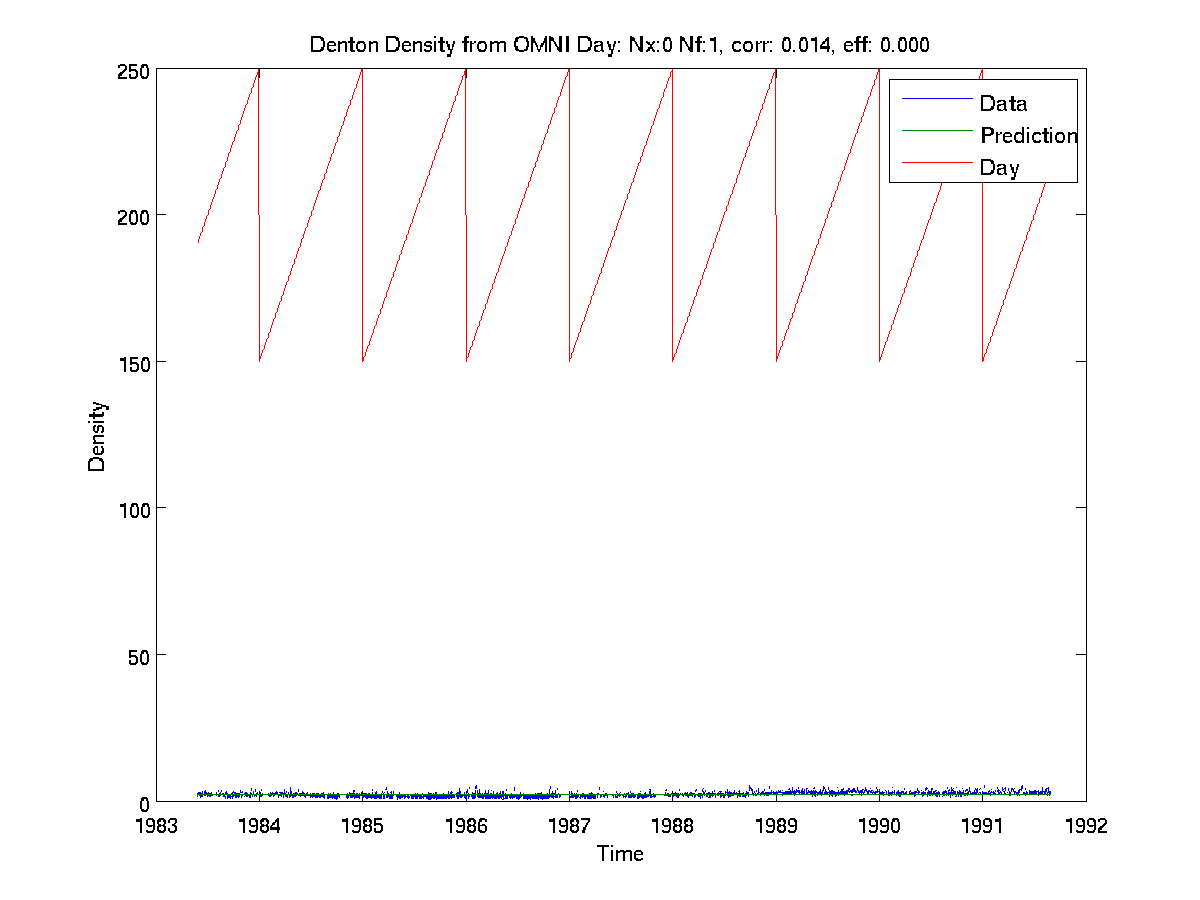 Denton Density from OMNI Day: Nx:0 Nf:1, corr: 0.014, eff: 0.000
250
200
150
100
50
0
Density
Data
Prediction
Day
1983 1984 1985 1986 1987 1988 1989 1990 1991 1992
Time